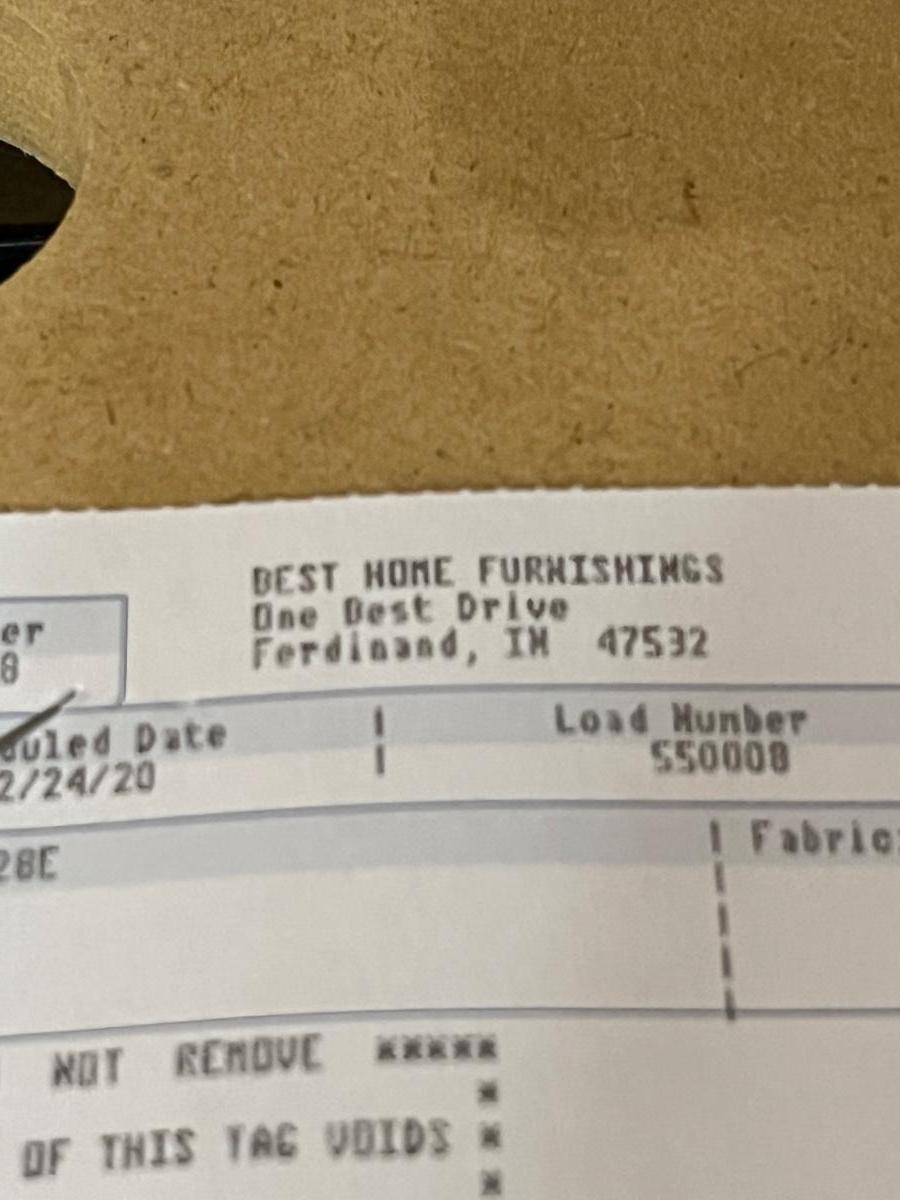 BEST HOME FURNISHINGS
One Best Drive
Ferdinand, IN 47532
er
8
duled Date
Load Number
2/24/20
550008
28E
Fabric:
NOT REMOVE *****
*
OF THIS TAG VOIDS *
*